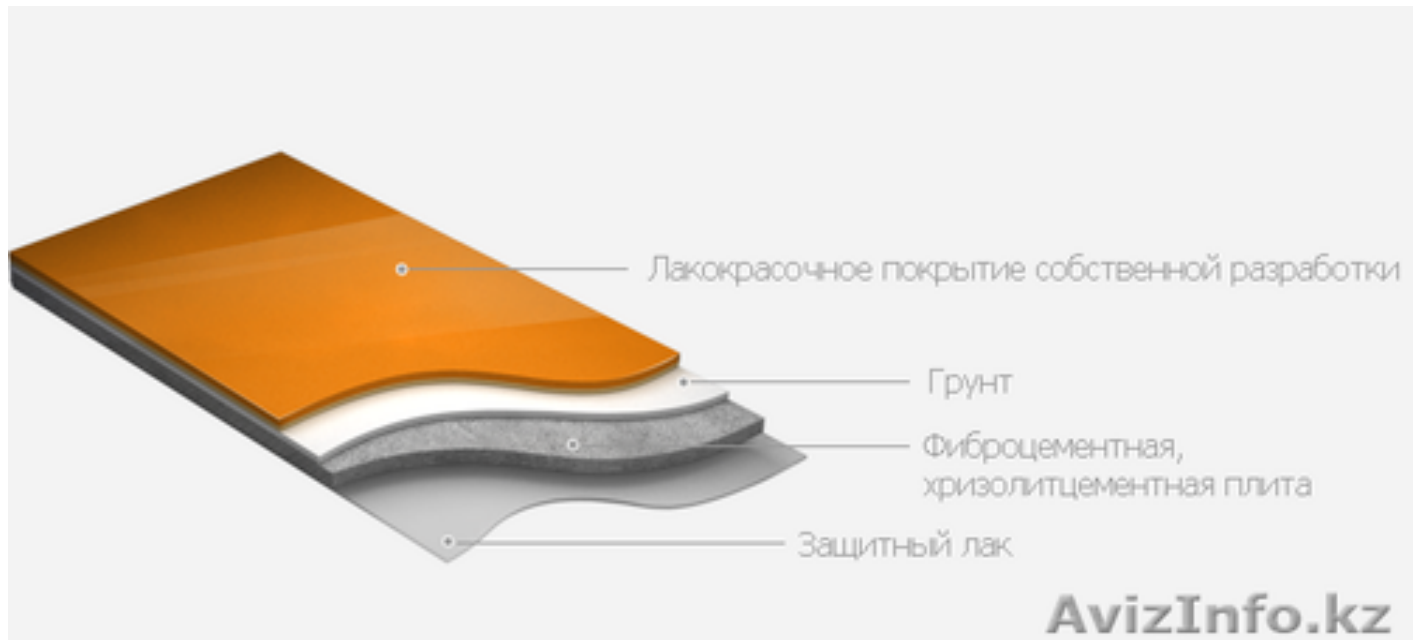 Лакокрасочное покрытие собственной разработки
Грунт
Фиброцементная,
хризолитцементная плита
Защитный лак
AvizInfo.kz